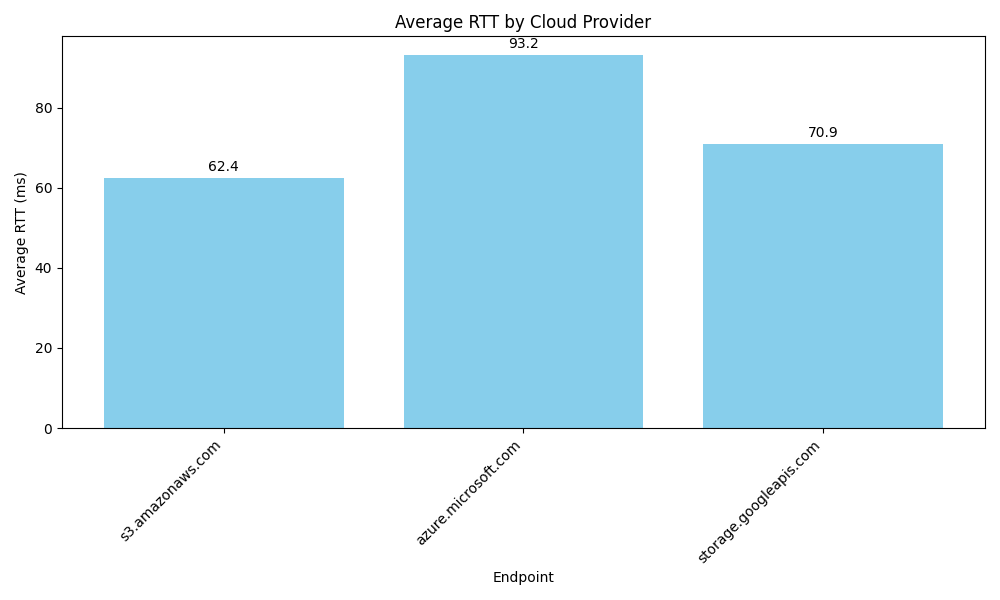 Average RTT by Cloud Provider
93.2
80
70.9
62.4
60
40
20
0
Average RTT (ms)
s3.amazonaws.com
azure.microsoft.com
storage.googleapis.com
Endpoint